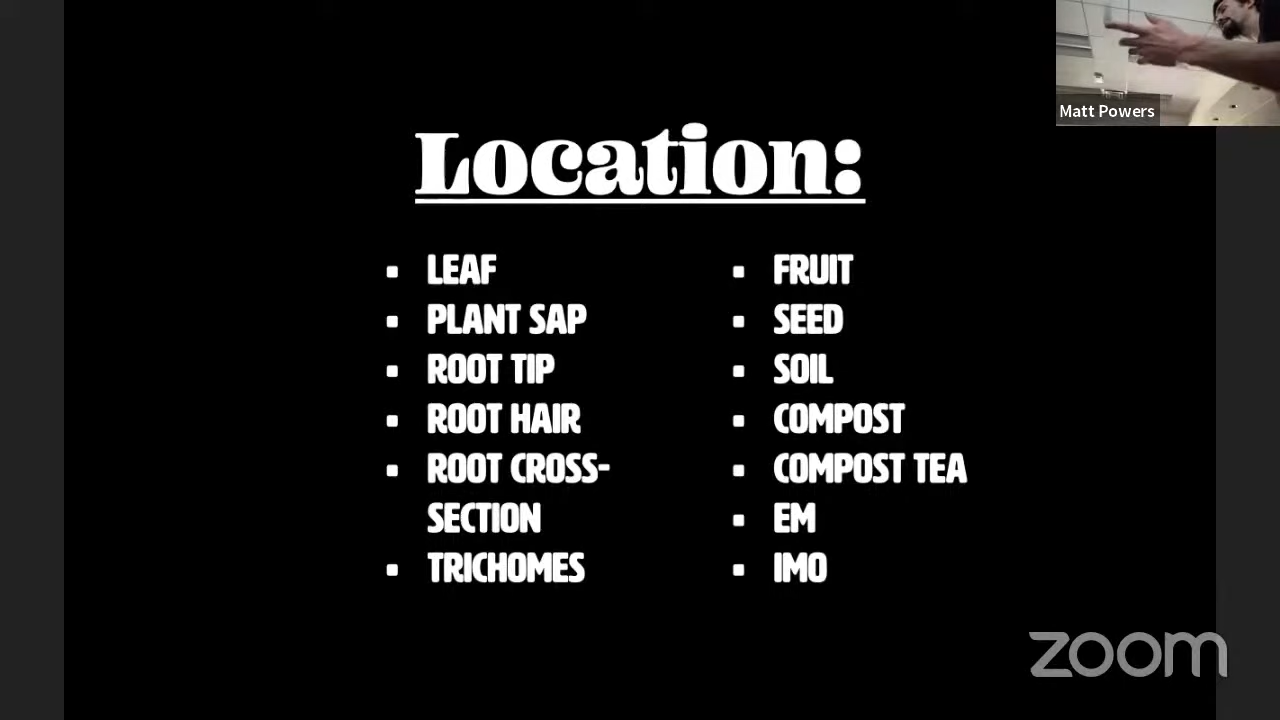 Matt Powers
Location:
▪ LEAF
▪ PLANT SAP
▪ ROOT TIP
▪ ROOT HAIR
▪ ROOT CROSS-
SECTION
▪ TRICHOMES
▪ FRUIT
▪ SEED
▪ SOIL
▪ COMPOST
▪ COMPOST TEA
▪ EM
▪ IMO
zoom